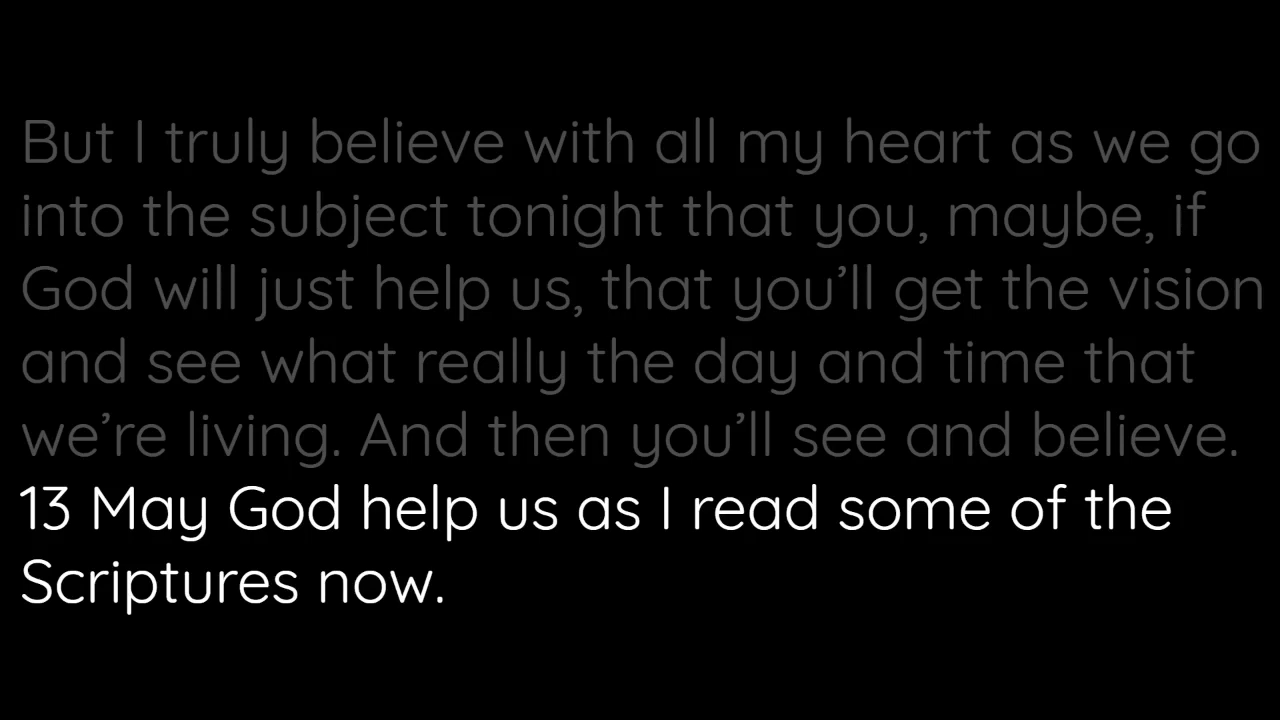 But I truly believe with all my heart as we go
into the subject tonight that you, maybe, if
God will just help us, that you’ll get the vision
and see what really the day and time that
we’re living. And then you’ll see and believe.
13 May God help us as I read some of the
Scriptures now.